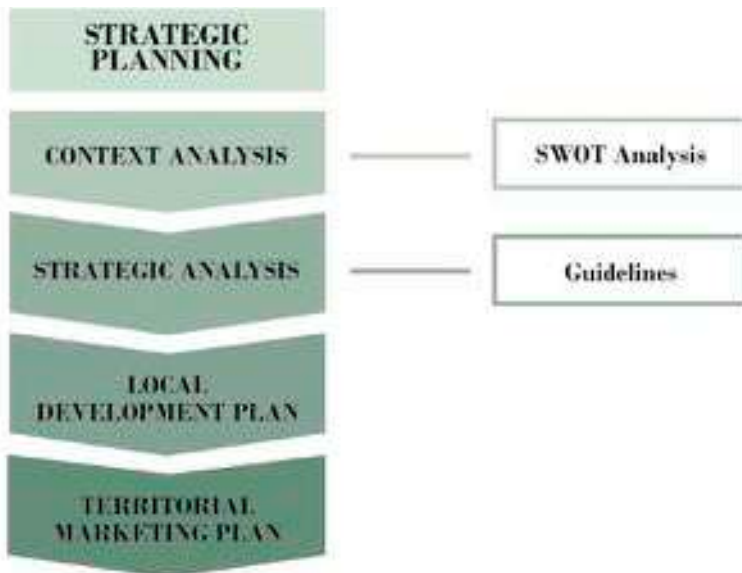 STRATEGIC
PLANNING
CONTEXT ANALYSIS
SWOT Analysis
STRATEGIC ANALYSIS
Guidelines
LOCAL
DEVELOPMENT PLAN
TERRITORIAL
MARKETING PLAN